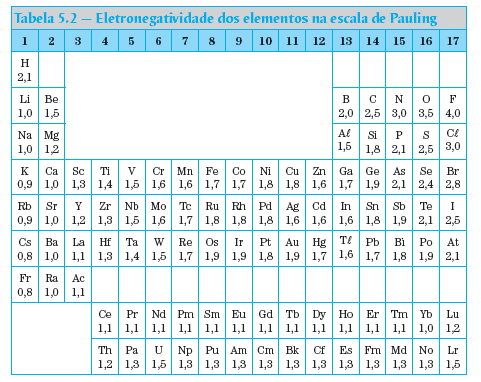 Tabela 5.2 — Eletronegatividade dos elementos na escala de Pauling
1 2 3 4 5 6 7 8 9 10 11 12 13 14 15 16 17
H
2,1
Li Be B C N O F
1,0 1,5 2,0 2,5 3,0 3,5 4,0
Na Mg Aℓ Si P S Cℓ
1,0 1,2 1,5 1,8 2,1 2,5 3,0
K Ca Sc Ti V Cr Mn Fe Co Ni Cu Zn Ga Ge As Se Br
0,9 1,0 1,3 1,4 1,5 1,6 1,6 1,7 1,7 1,8 1,8 1,6 1,7 1,9 2,1 2,4 2,8
Rb Sr Y Zr Nb Mo Tc Ru Rh Pd Ag Cd In Sn Sb Te I
0,9 1,0 1,2 1,3 1,5 1,6 1,7 1,8 1,8 1,8 1,6 1,6 1,6 1,8 1,9 2,1 2,5
Cs Ba La Hf Ta W Re Os Ir Pt Au Hg Tℓ Pb Bi Po At
0,8 1,0 1,1 1,3 1,4 1,5 1,7 1,9 1,9 1,8 1,9 1,7 1,6 1,7 1,8 1,9 2,1
Fr Ra Ac
0,8 1,0 1,1
Ce Pr Nd Pm Sm Eu Gd Tb Dy Ho Er Tm Yb Lu
1,1 1,1 1,1 1,1 1,1 1,1 1,1 1,1 1,1 1,1 1,1 1,1 1,0 1,2
Th Pa U Np Pu Am Cm Bk Cf Es Fm Md No Lr
1,2 1,3 1,5 1,3 1,3 1,3 1,3 1,3 1,3 1,3 1,3 1,3 1,3 1,5